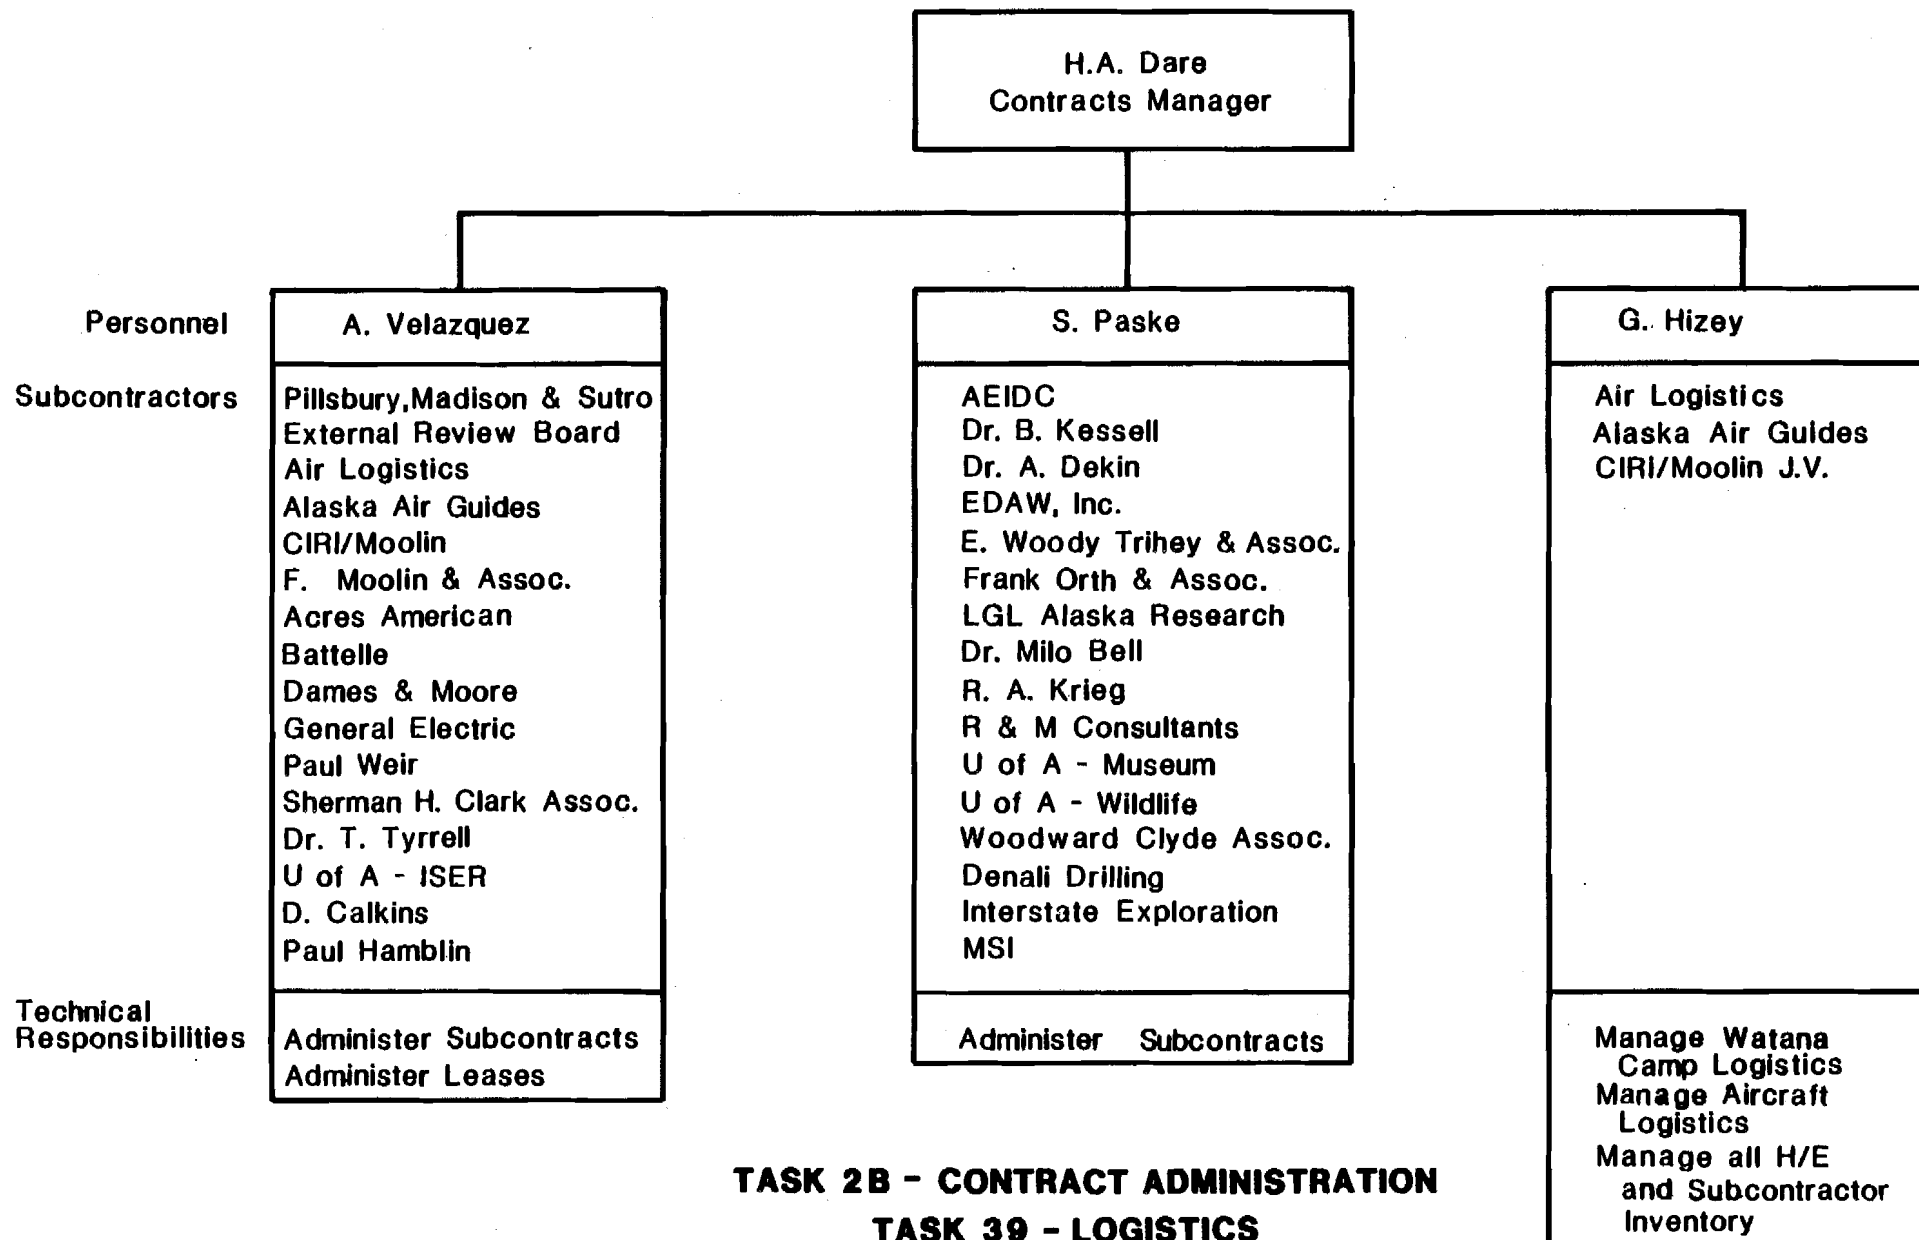 H.A. Dare
Contracts Manager
Personnel
A. Velazquez
S. Paske
G. Hizey
Subcontractors
Pillsbury,Madison & Sutro
External Review Board
Air Logistics
Alaska Air Guides
CIRI/Moolin
F. Moolin & Assoc.
Acres American
Battelle
Dames & Moore
General Electric
Paul Weir
Sherman H. Clark Assoc.
Dr. T. Tyrrell
U of A - ISER
D. Calkins
Paul Hamblin
AEIDC
Dr. B. Kessell
Dr. A. Dekin
EDAW, Inc.
E. Woody Trihey & Assoc.
Frank Orth & Assoc.
LGL Alaska Research
Dr. Milo Bell
R. A. Krieg
R & M Consultants
U of A - Museum
U of A - Wildlife
Woodward Clyde Assoc.
Denali Drilling
Interstate Exploration
MSI
Air Logistics
Alaska Air Guides
CIRI/Moolin J.V.
Technical
Responsibilities
Administer Subcontracts
Administer Leases
Administer Subcontracts
Manage Watana
Camp Logistics
Manage Aircraft
Logistics
Manage all H/E
and Subcontractor
Inventory
TASK 2B - CONTRACT ADMINISTRATION
TASK 39 - LOGISTICS